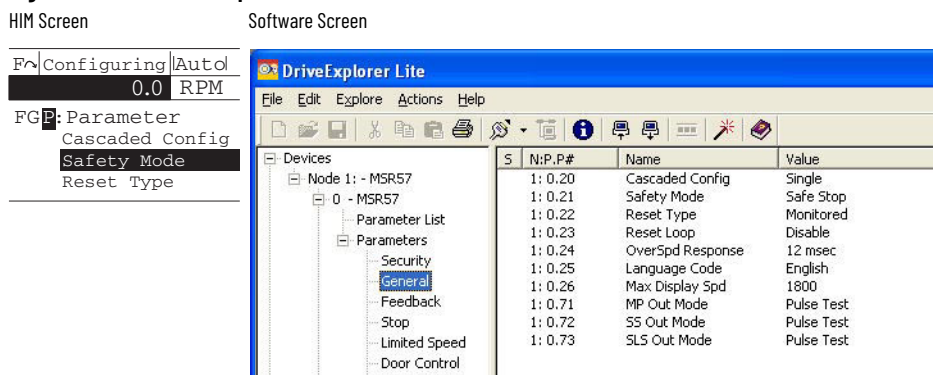 HIM Screen
Software Screen
F Configuring Auto
0.0 RPM
FGP: Parameter
Cascaded Config
Safety Mode
Reset Type
DriveExplorer Lite
File Edit Explore Actions Help
Devices
Node 1: - MSR57
0 - MSR57
Parameter List
Parameters
Security
General
Feedback
Stop
Limited Speed
Door Control
S N:P.P# Name Value
1: 0.20 Cascaded Config Single
1: 0.21 Safety Mode Safe Stop
1: 0.22 Reset Type Monitored
1: 0.23 Reset Loop Disable
1: 0.24 OverSpd Response 12 msec
1: 0.25 Language Code English
1: 0.26 Max Display Spd 1800
1: 0.71 MP Out Mode Pulse Test
1: 0.72 SS Out Mode Pulse Test
1: 0.73 SLS Out Mode Pulse Test